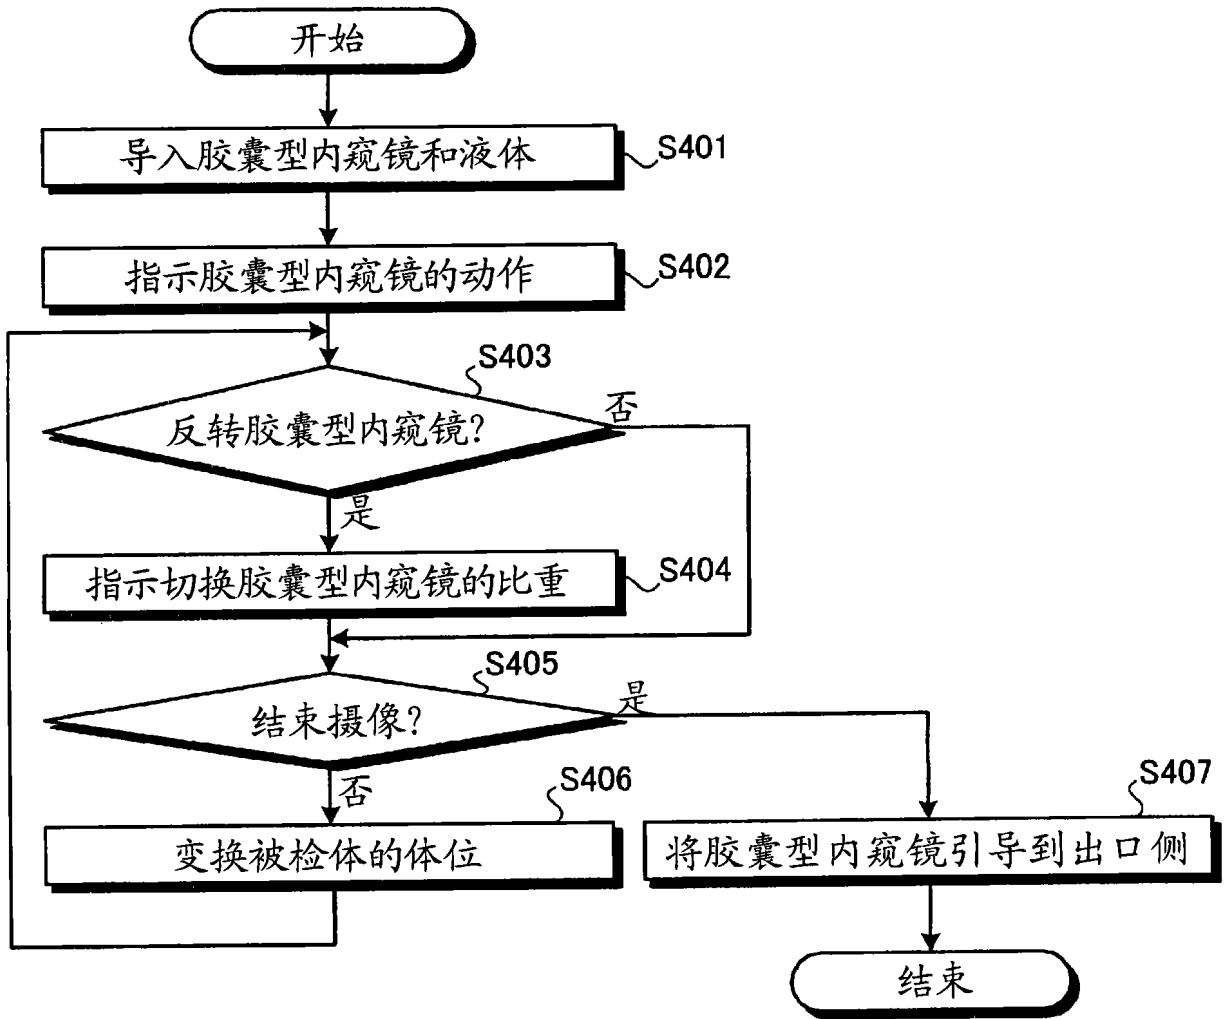 开始
导入胶囊型内窥镜和液体
S401
指示胶囊型内窥镜的动作
S402
S403
反转胶囊型内窥镜?
否
是
指示切换胶囊型内窥镜的比重
S404
S405
结束摄像?
是
否
S406
变换被检体的体位
S407
将胶囊型内窥镜引导到出口侧
结束